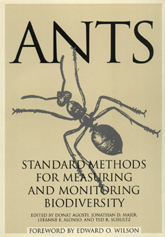 ANTS
STANDARD METHODS
FOR MEASURING
AND MONITORING
BIODIVERSITY
EDITED BY DONAT AGOSTI, JONATHAN D. MAJER,
LEEANNE E. ALONSO, AND TED R. SCHULTZ
FOREWORD BY EDWARD O. WILSON